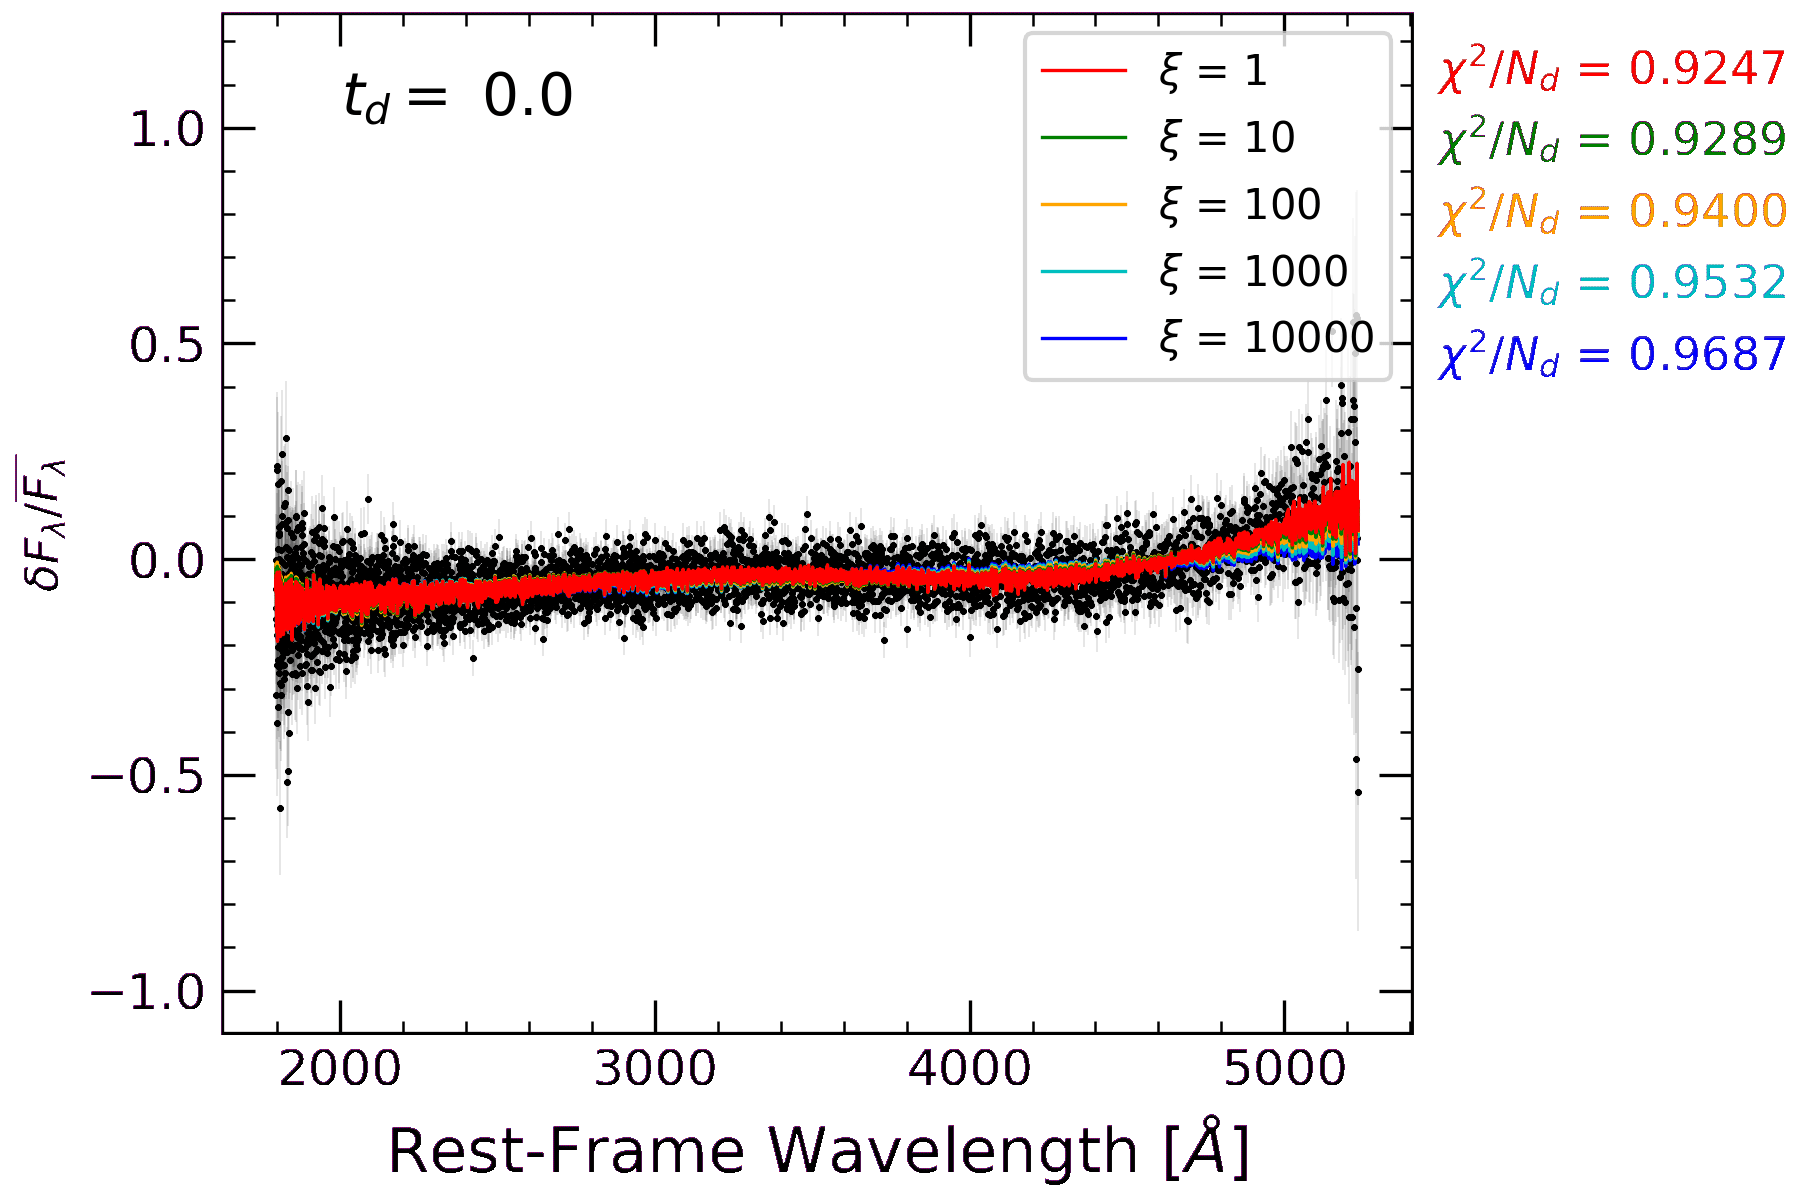 t_d = 0.0
ξ = 1
ξ = 10
ξ = 100
ξ = 1000
ξ = 10000
χ²/N_d = 0.9247
χ²/N_d = 0.9289
χ²/N_d = 0.9400
χ²/N_d = 0.9532
χ²/N_d = 0.9687
δF_λ/F̅_λ
1.0
0.5
0.0
−0.5
−1.0
2000 3000 4000 5000
Rest-Frame Wavelength [Å]